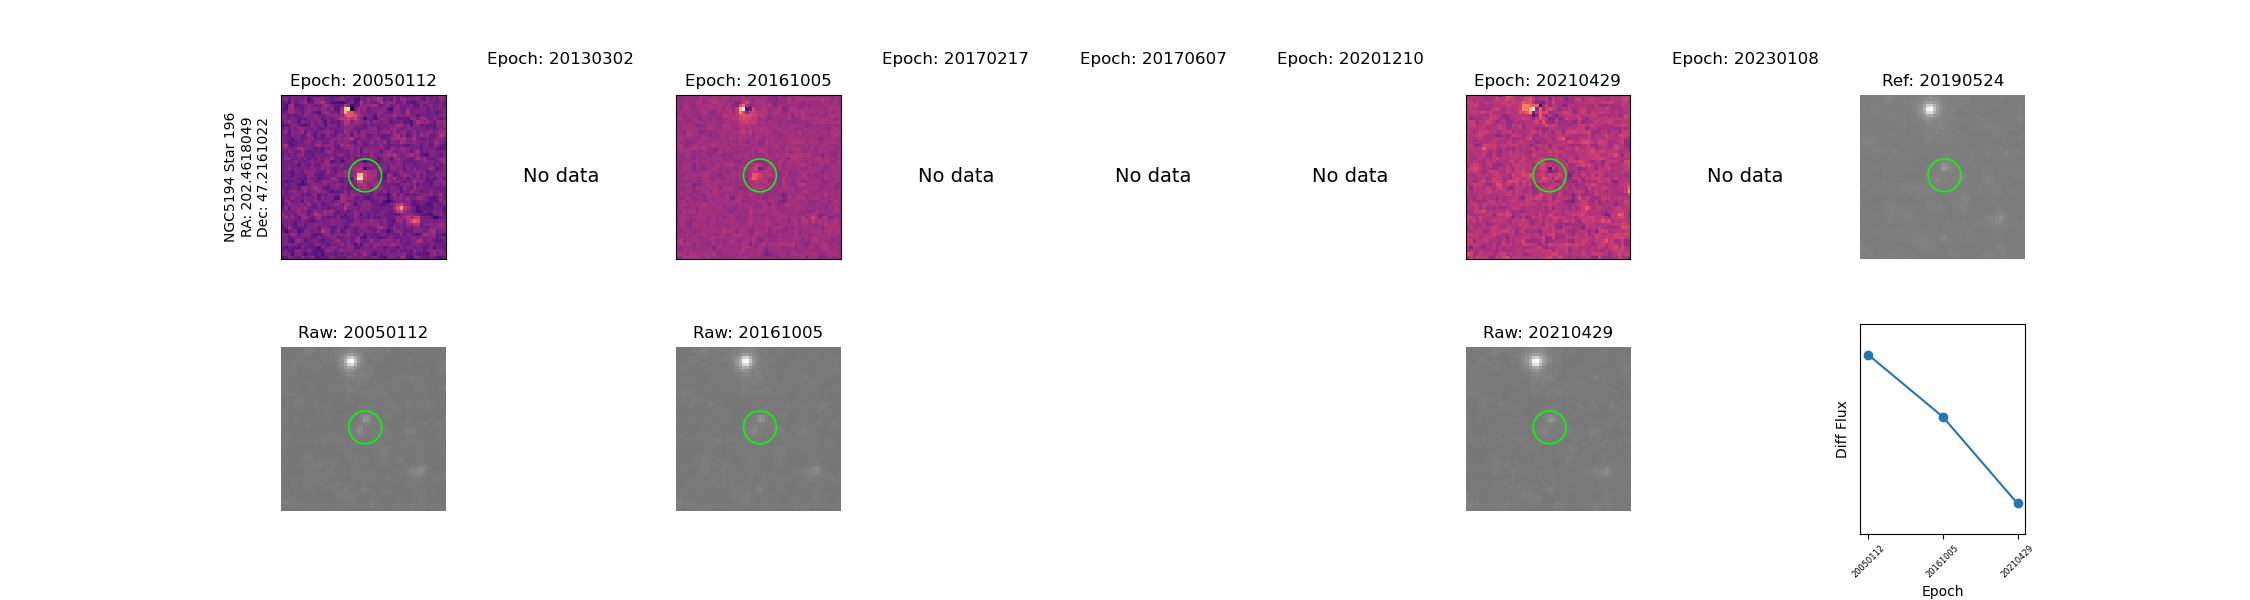 Epoch: 20050112
Epoch: 20130302
Epoch: 20161005
Epoch: 20170217
Epoch: 20170607
Epoch: 20201210
Epoch: 20210429
Epoch: 20230108
Ref: 20190524
NGC5194 Star 196
RA: 202.4618049
Dec: 47.2161022
No data
No data
No data
No data
No data
Raw: 20050112
Raw: 20161005
Raw: 20210429
Diff Flux
20050112
20161005
20210429
Epoch